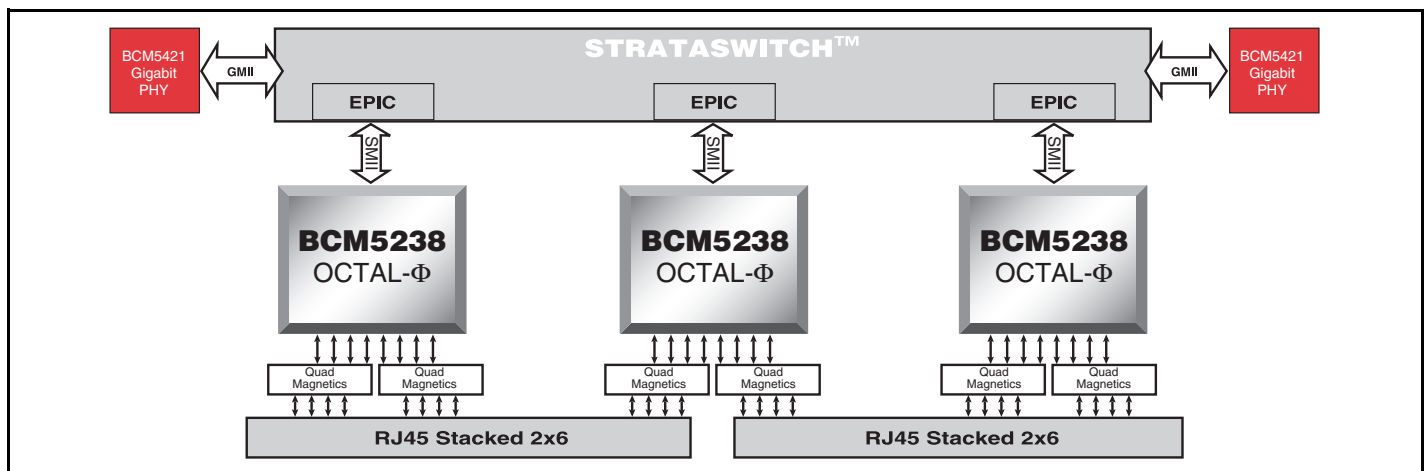 STRATASWITCH™
BCM5421
Gigabit
PHY
GMII
GMII
BCM5421
Gigabit
PHY
EPIC
EPIC
EPIC
SMII
SMII
SMII
BCM5238
OCTAL-Φ
BCM5238
OCTAL-Φ
BCM5238
OCTAL-Φ
Quad
Magnetics
Quad
Magnetics
Quad
Magnetics
Quad
Magnetics
Quad
Magnetics
Quad
Magnetics
RJ45 Stacked 2x6
RJ45 Stacked 2x6